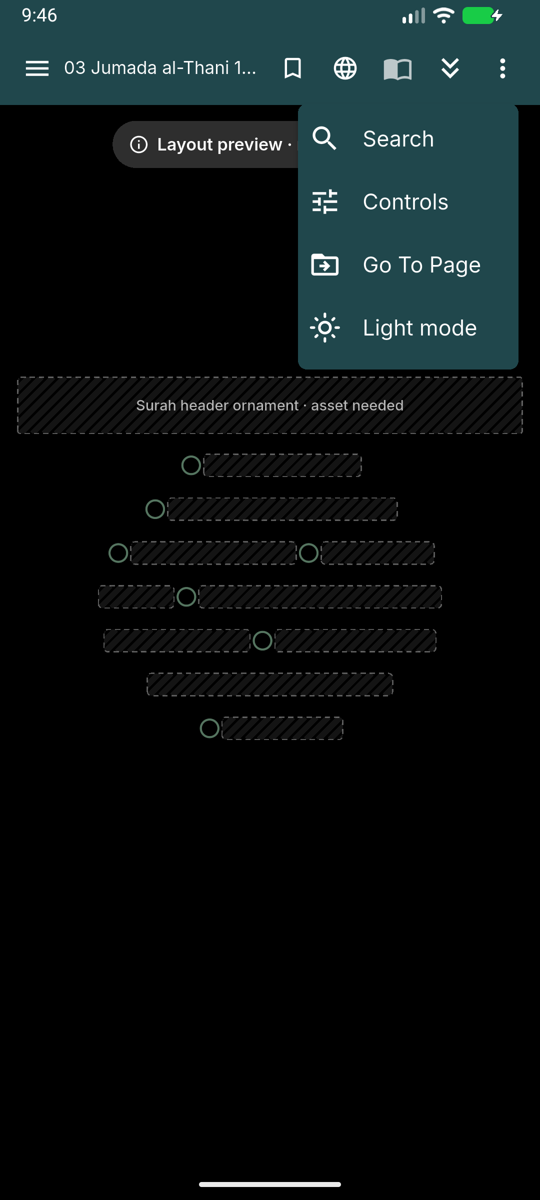 9:46
03 Jumada al-Thani 1...
Layout preview ·
Search
Controls
Go To Page
Light mode
Surah header ornament · asset needed